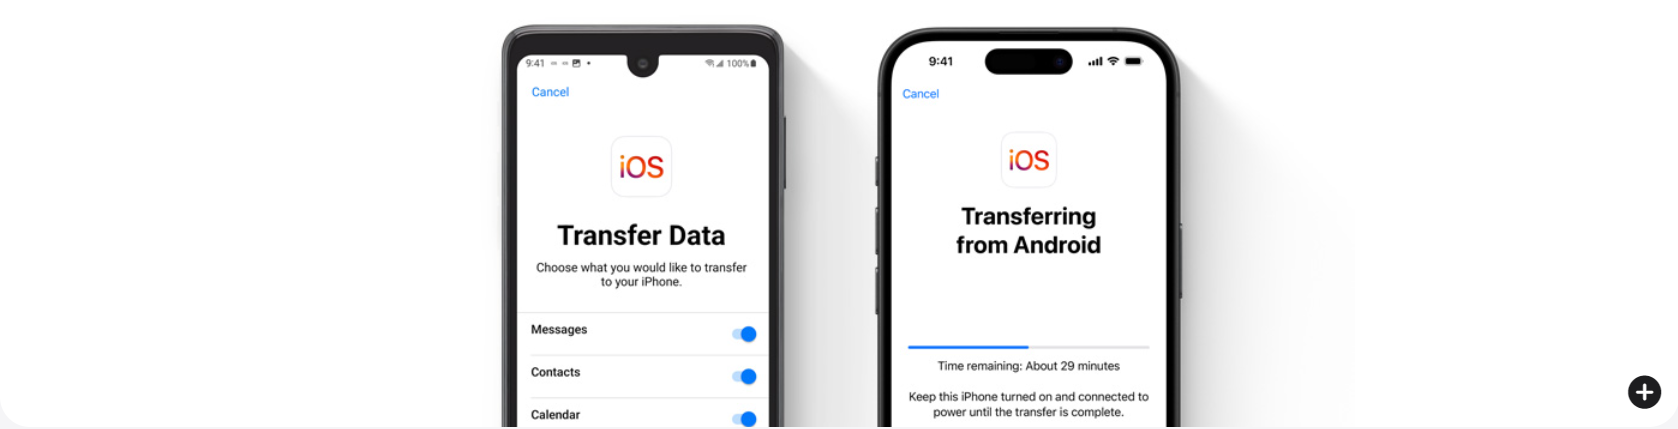 9:41
100%
Cancel
iOS
Transfer Data
Choose what you would like to transfer
to your iPhone.
Messages
Contacts
Calendar
9:41
Cancel
iOS
Transferring
from Android
Time remaining: About 29 minutes
Keep this iPhone turned on and connected to
power until the transfer is complete.